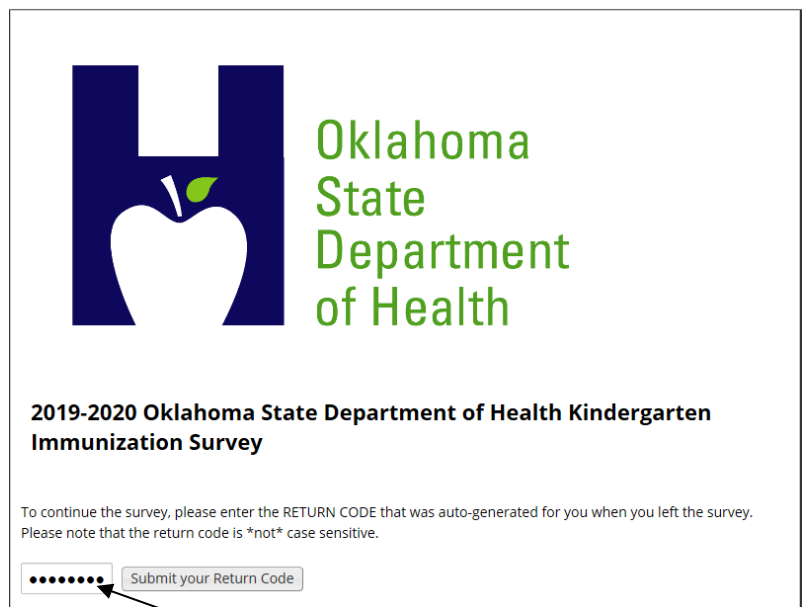 Oklahoma
State
Department
of Health
2019-2020 Oklahoma State Department of Health Kindergarten
Immunization Survey
To continue the survey, please enter the RETURN CODE that was auto-generated for you when you left the survey.
Please note that the return code is *not* case sensitive.
•••••••• Submit your Return Code